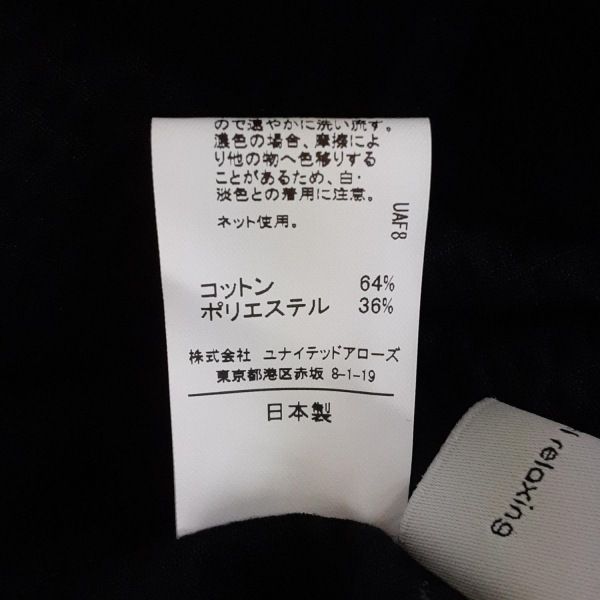 ので速やかに洗い流す。
濃色の場合、摩擦によ
り他の物へ色移りする
ことがあるため、白・
淡色との着用に注意。
ネット使用。
UAF8
コットン 64%
ポリエステル 36%
株式会社 ユナイテッドアローズ
東京都港区赤坂 8-1-19
日本製
l relaxing